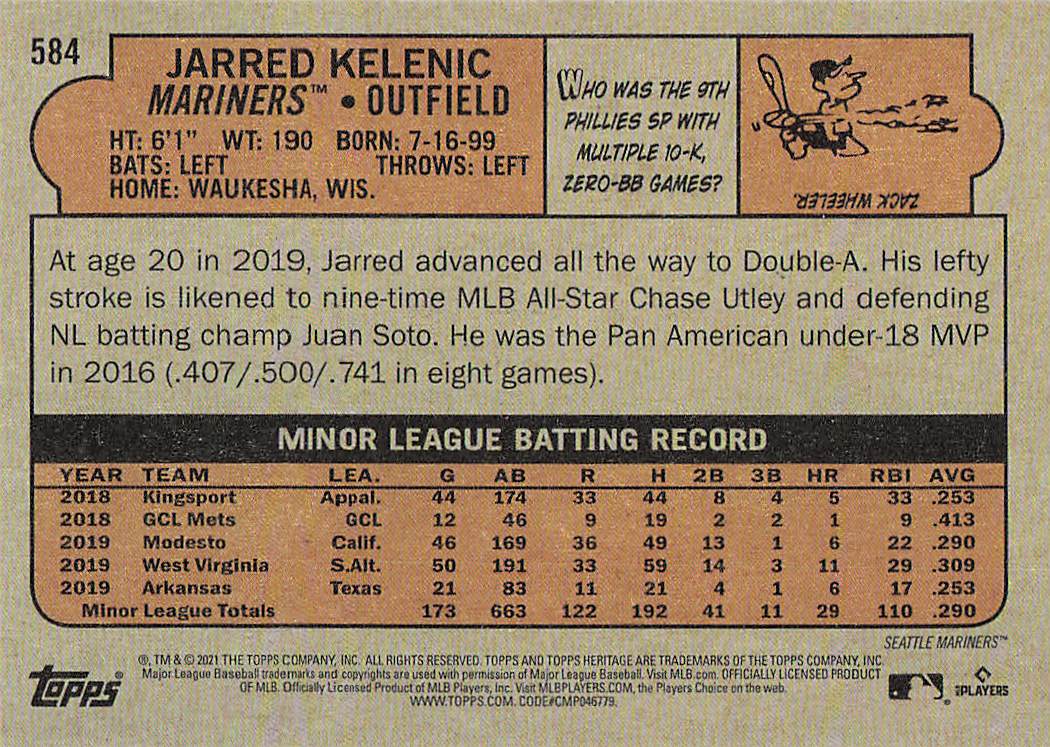 584
JARRED KELENIC
MARINERS™ • OUTFIELD
HT: 6'1" WT: 190 BORN: 7-16-99
BATS: LEFT THROWS: LEFT
HOME: WAUKESHA, WIS.
WHO WAS THE 9TH
PHILLIES SP WITH
MULTIPLE 10-K,
ZERO-BB GAMES?
ZACK WHEELER.
At age 20 in 2019, Jarred advanced all the way to Double-A. His lefty
stroke is likened to nine-time MLB All-Star Chase Utley and defending
NL batting champ Juan Soto. He was the Pan American under-18 MVP
in 2016 (.407/.500/.741 in eight games).
MINOR LEAGUE BATTING RECORD
YEAR TEAM LEA. G AB R H 2B 3B HR RBI AVG
2018 Kingsport Appal. 44 174 33 44 8 4 5 33 .253
2018 GCL Mets GCL 12 46 9 19 2 2 1 9 .413
2019 Modesto Calif. 46 169 36 49 13 1 6 22 .290
2019 West Virginia S.Alt. 50 191 33 59 14 3 11 29 .309
2019 Arkansas Texas 21 83 11 21 4 1 6 17 .253
Minor League Totals 173 663 122 192 41 11 29 110 .290
SEATTLE MARINERS™
®, TM & © 2021 THE TOPPS COMPANY, INC. ALL RIGHTS RESERVED. TOPPS AND TOPPS HERITAGE ARE TRADEMARKS OF THE TOPPS COMPANY, INC.
Major League Baseball trademarks and copyrights are used with permission of Major League Baseball. Visit MLB.com. OFFICIALLY LICENSED PRODUCT
OF MLB. Officially Licensed Product of MLB Players, Inc. Visit MLBPLAYERS.COM, the Players Choice on the web.
WWW.TOPPS.COM. CODE#CMP046779.
topps
MLB PLAYERS